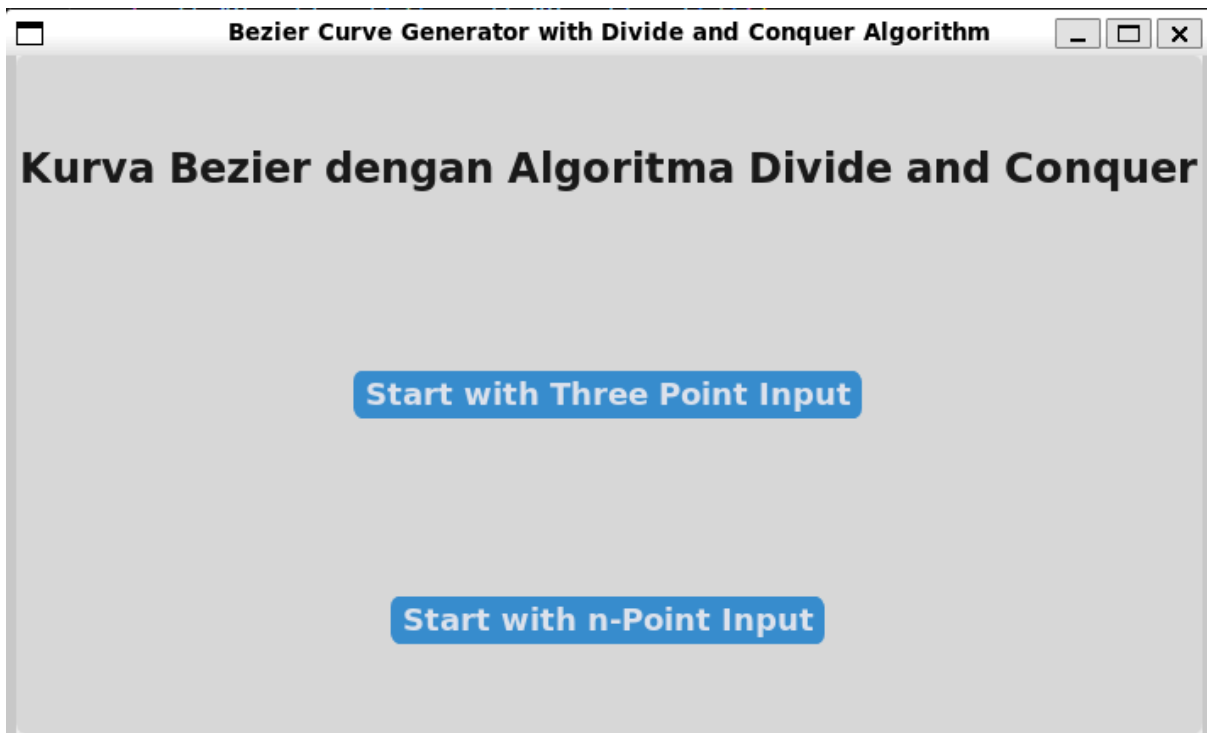 Bezier Curve Generator with Divide and Conquer Algorithm
Kurva Bezier dengan Algoritma Divide and Conquer
Start with Three Point Input
Start with n-Point Input